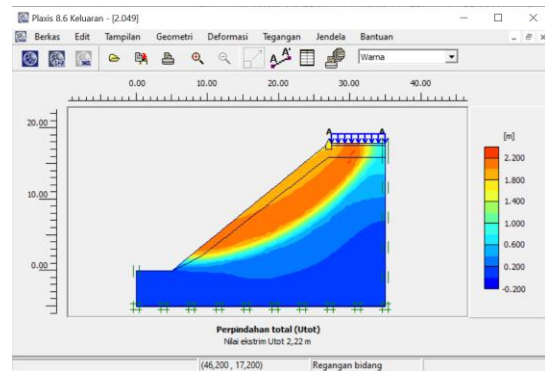 Plaxis 8.6 Keluaran - [2.049]
Berkas Edit Tampilan Geometri Deformasi Tegangan Jendela Bantuan
Warna
0.00 10.00 20.00 30.00 40.00
20.00
10.00
0.00
A A
[m]
2.200
1.800
1.400
1.000
0.600
0.200
-0.200
Perpindahan total (Utot)
Nilai ekstrim Utot 2,22 m
(46,200 , 17,200) Regangan bidang